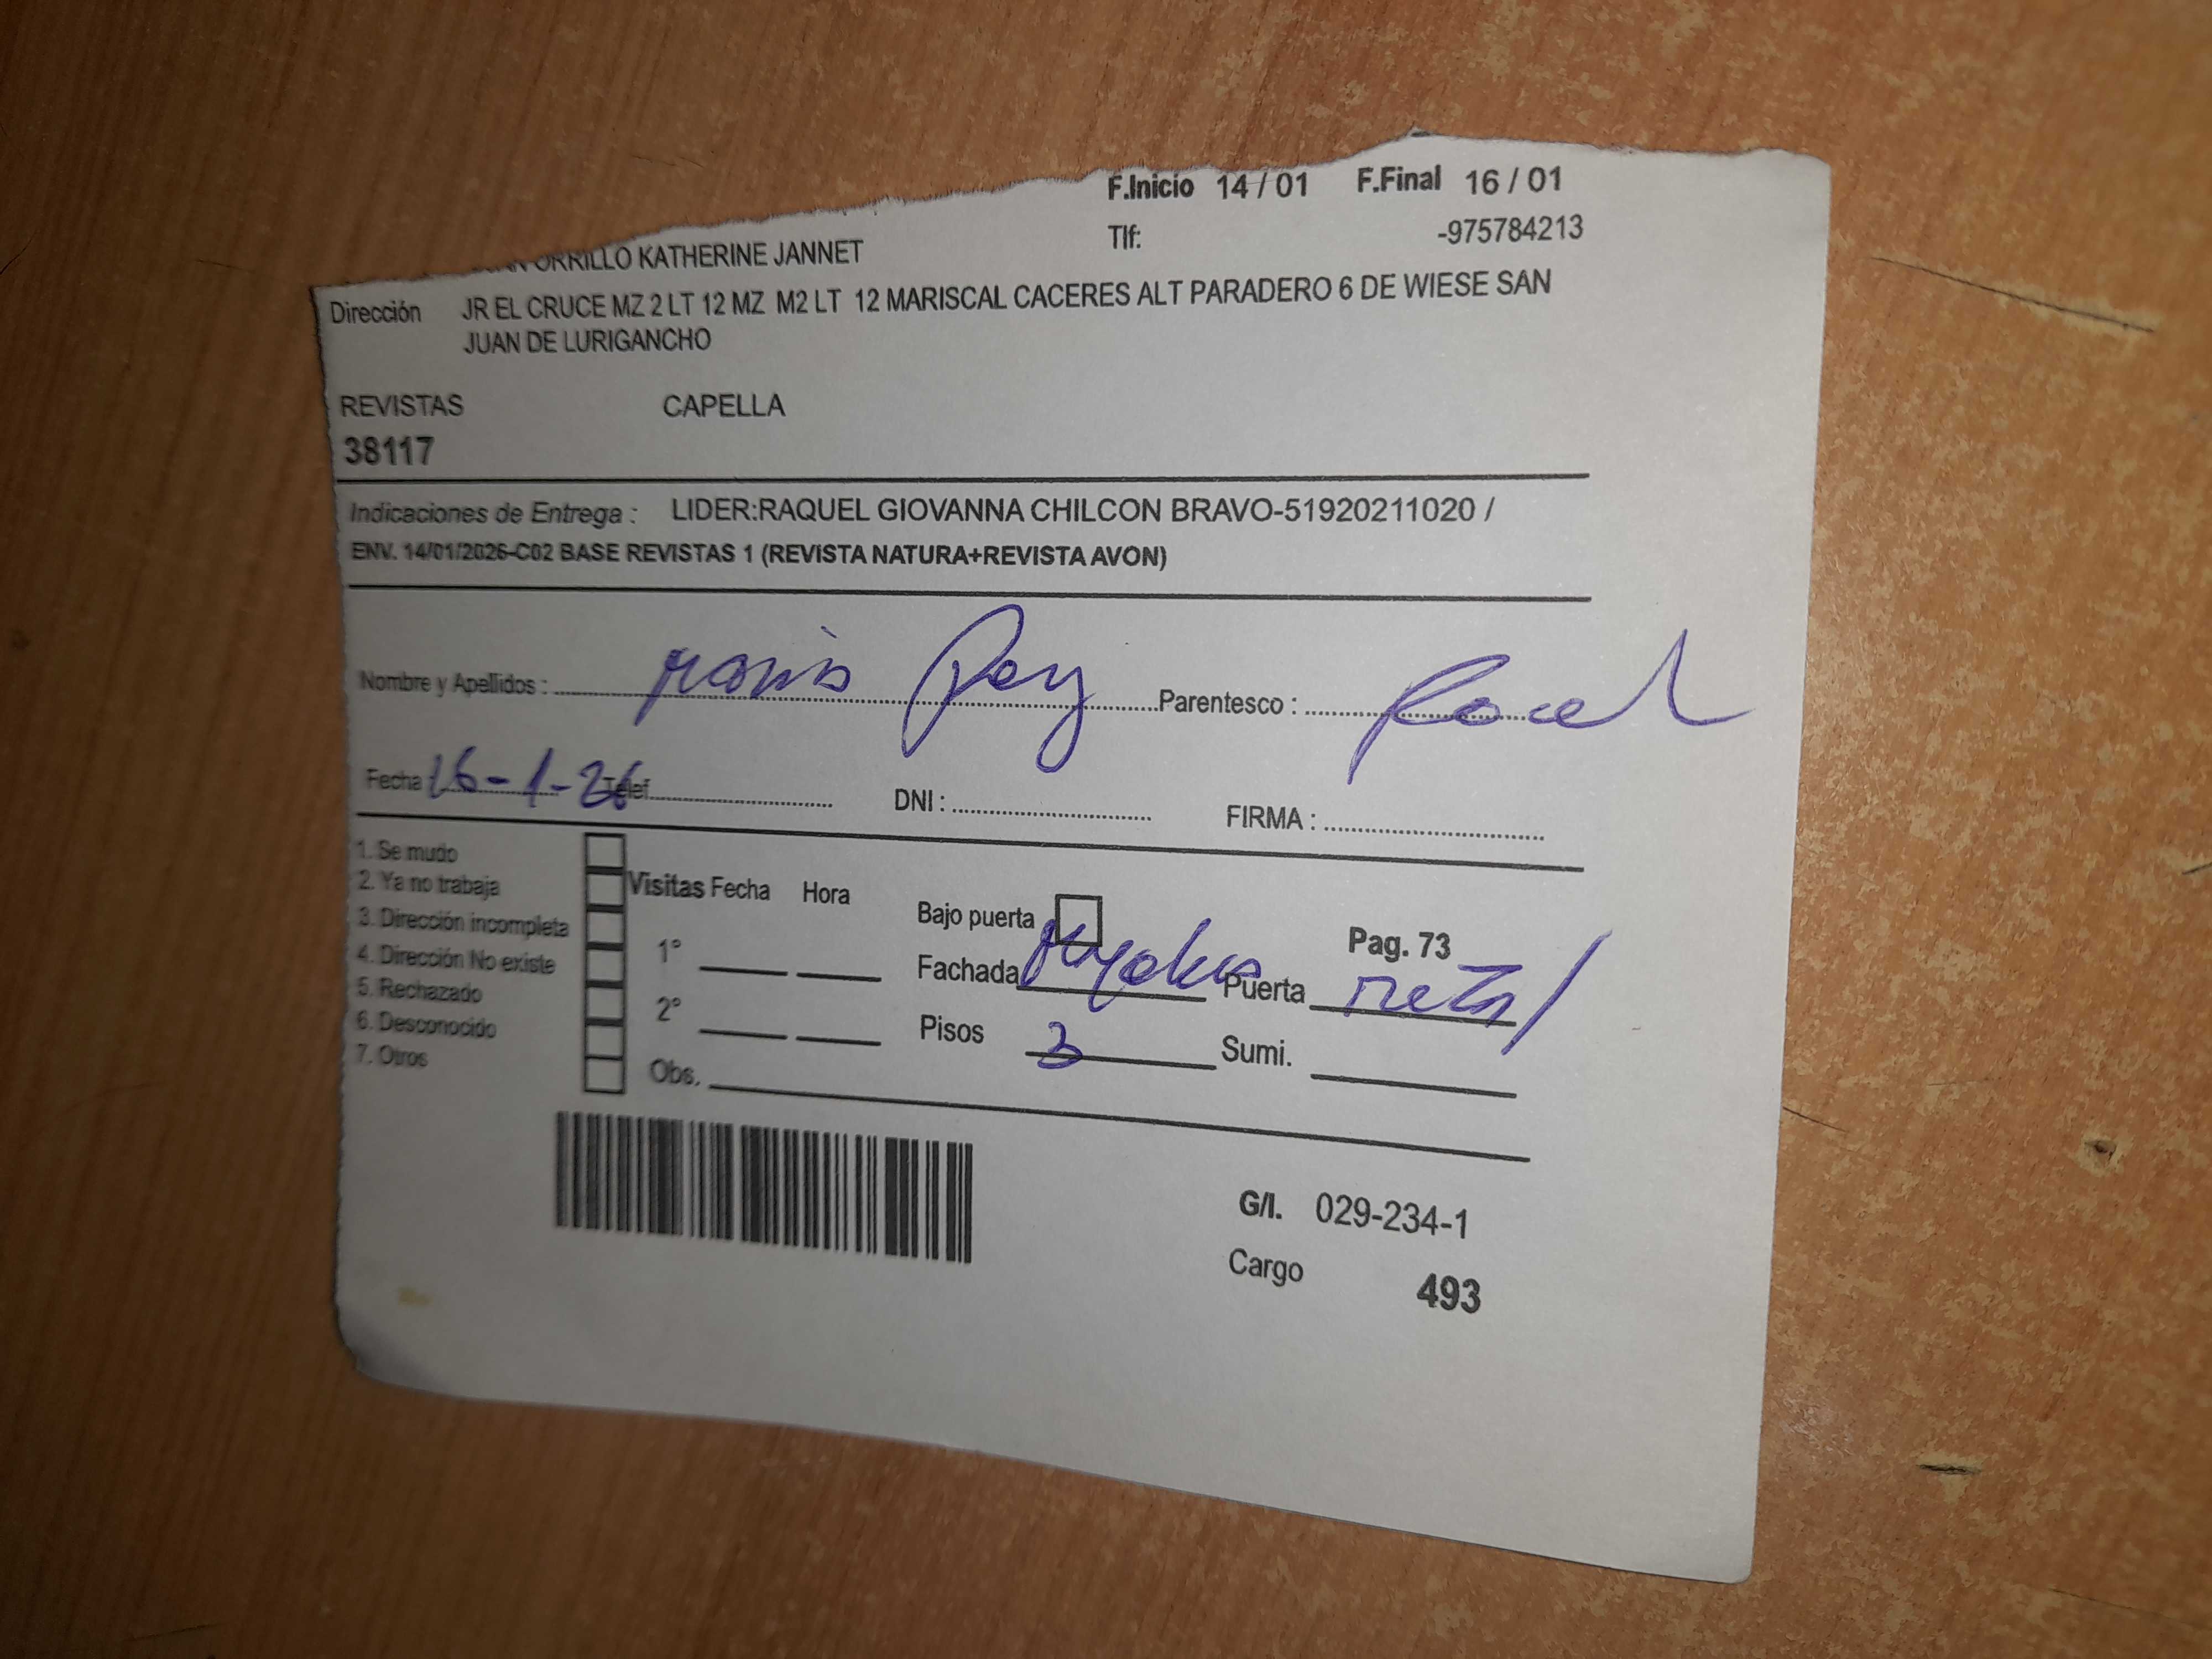 F.Inicio 14 / 01 F.Final 16 / 01
Tlf: -975784213
ORRILLO KATHERINE JANNET
Dirección JR EL CRUCE MZ 2 LT 12 MZ M2 LT 12 MARISCAL CACERES ALT PARADERO 6 DE WIESE SAN
JUAN DE LURIGANCHO
REVISTAS CAPELLA
38117
Indicaciones de Entrega : LIDER:RAQUEL GIOVANNA CHILCON BRAVO-51920211020 /
ENV. 14/01/2026-C02 BASE REVISTAS 1 (REVISTA NATURA+REVISTA AVON)
Nombre y Apellidos : Parentesco :
Fecha 16-1-26 Telef. DNI : FIRMA :
1. Se mudo
2. Ya no trabaja
3. Dirección incompleta
4. Dirección No existe
5. Rechazado
6. Desconocido
7. Otros
Visitas Fecha Hora
1°
2°
Obs.
Bajo puerta Pag. 73
Fachada Puerta metal
Pisos 3 Sumi.
G/I. 029-234-1
Cargo 493